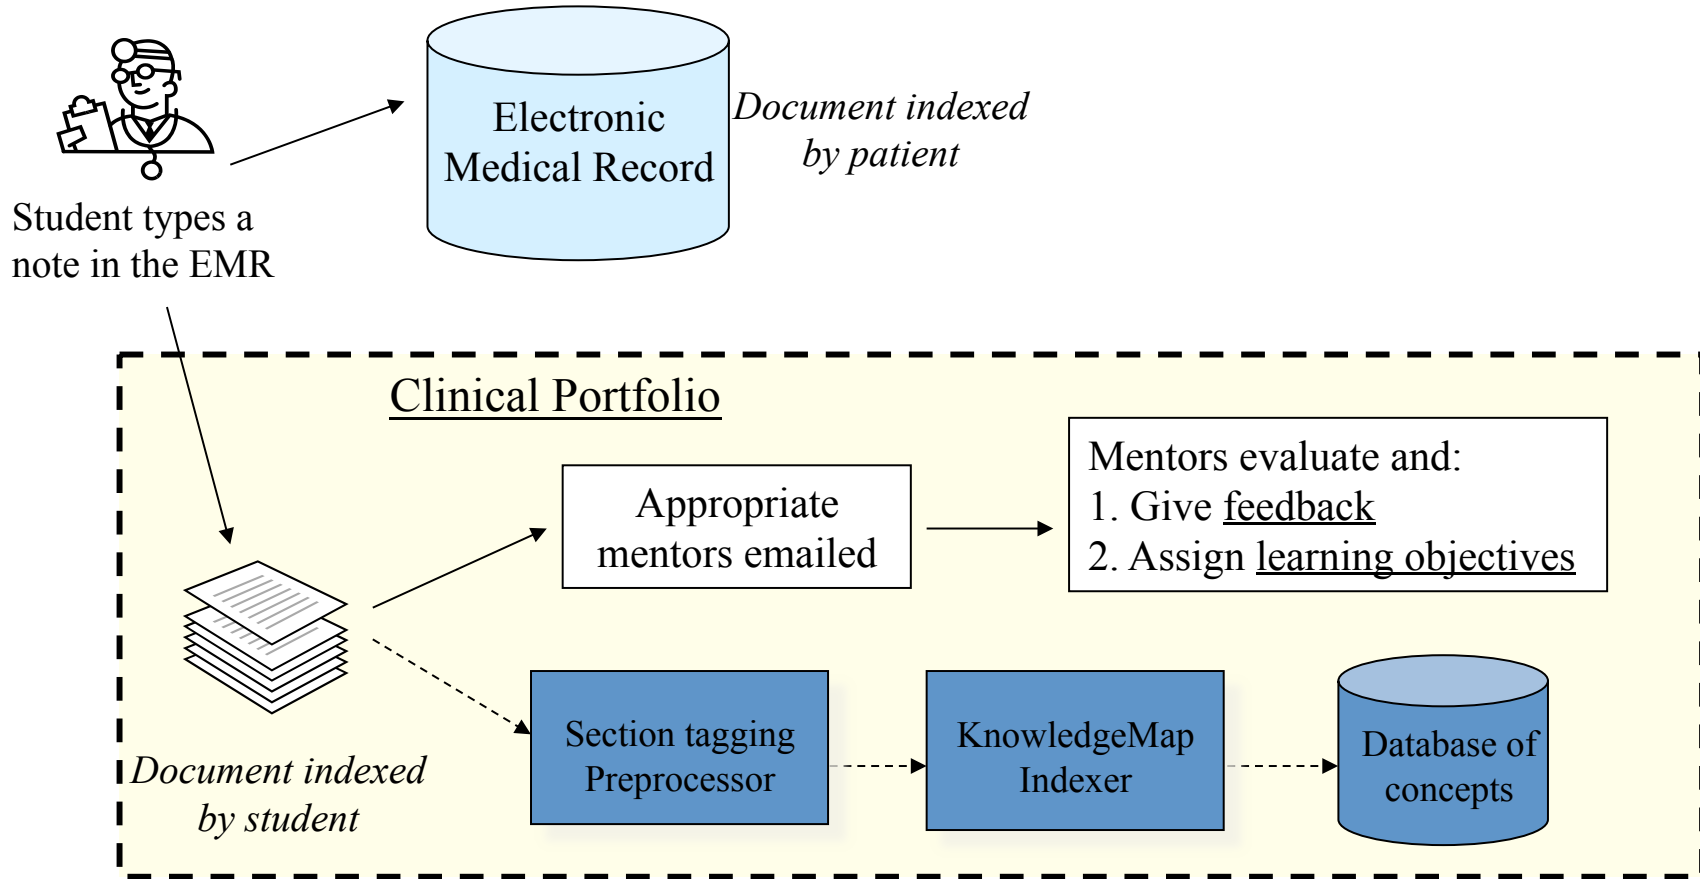 Electronic
Medical Record
Document indexed
by patient
Student types a
note in the EMR
Clinical Portfolio
Appropriate
mentors emailed
Mentors evaluate and:
1. Give feedback
2. Assign learning objectives
Document indexed
by student
Section tagging
Preprocessor
KnowledgeMap
Indexer
Database of
concepts